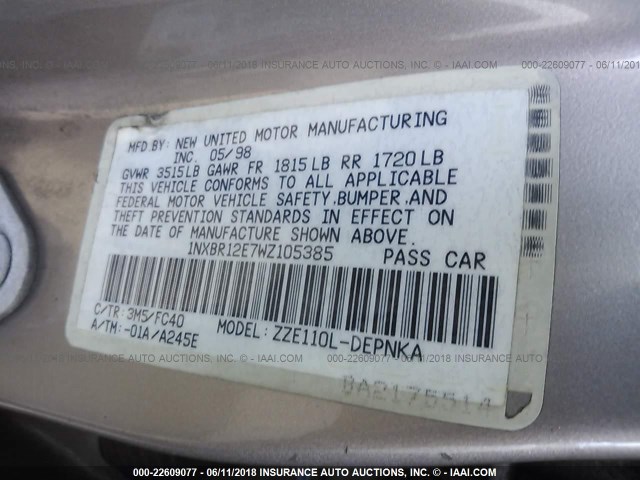 000-22609077 - 06/11/2018 INSURANCE AUTO AUCTIONS, INC © - IAAI.COM
MFD BY: NEW UNITED MOTOR MANUFACTURING
INC. 05/98
GVWR 3515LB GAWR FR 1815LB RR 1720LB
THIS VEHICLE CONFORMS TO ALL APPLICABLE
FEDERAL MOTOR VEHICLE SAFETY,BUMPER,AND
THEFT PREVENTION STANDARDS IN EFFECT ON
THE DATE OF MANUFACTURE SHOWN ABOVE.
1NXBR12E7WZ105385 PASS CAR
C/TR: 3M5/FC40
A/TM:-01A/A245E MODEL: ZZE110L-DEPNKA
BA2175514
000-22609077 - 06/11/2018 INSURANCE AUTO AUCTIONS, INC © - IAAI.COM